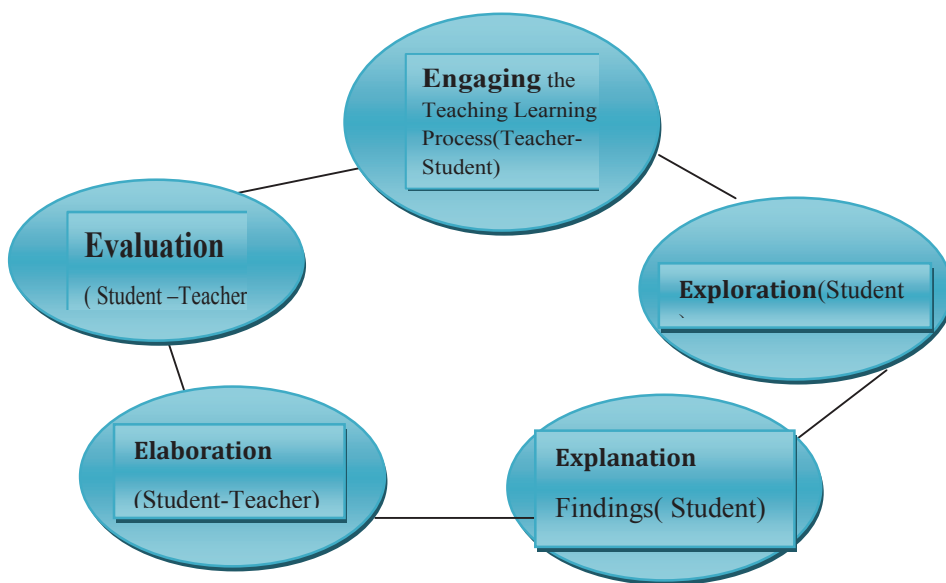 Engaging the
Teaching Learning
Process(Teacher-
Student)
Evaluation
( Student –Teacher
Exploration(Student
)
Elaboration
(Student-Teacher)
Explanation
Findings( Student)